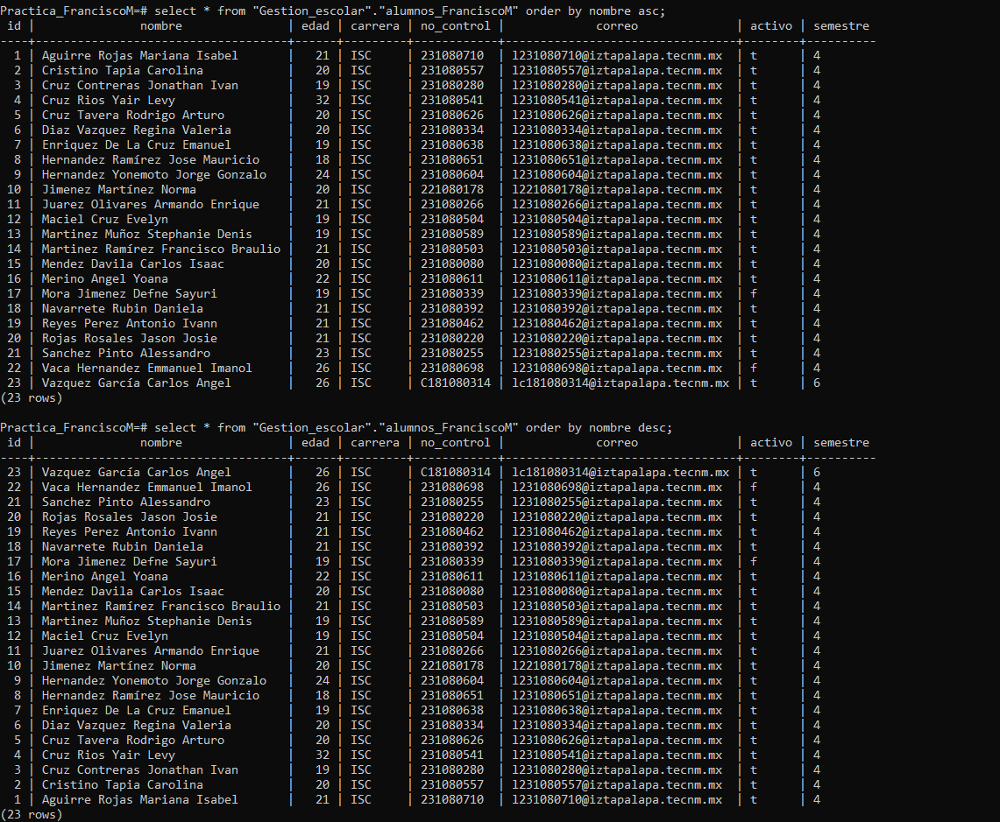 Practica_FranciscoM=# select * from "Gestion_escolar"."alumnos_FranciscoM" order by nombre asc;
 id |               nombre               | edad | carrera | no_control |             correo              | activo | semestre
----+------------------------------------+------+---------+------------+---------------------------------+--------+----------
  1 | Aguirre Rojas Mariana Isabel       |   21 | ISC     | 231080710  | l231080710@iztapalapa.tecnm.mx  | t      | 4
  2 | Cristino Tapia Carolina            |   20 | ISC     | 231080557  | l231080557@iztapalapa.tecnm.mx  | t      | 4
  3 | Cruz Contreras Jonathan Ivan       |   19 | ISC     | 231080280  | l231080280@iztapalapa.tecnm.mx  | t      | 4
  4 | Cruz Rios Yair Levy                |   32 | ISC     | 231080541  | l231080541@iztapalapa.tecnm.mx  | t      | 4
  5 | Cruz Tavera Rodrigo Arturo         |   20 | ISC     | 231080626  | l231080626@iztapalapa.tecnm.mx  | t      | 4
  6 | Diaz Vazquez Regina Valeria        |   20 | ISC     | 231080334  | l231080334@iztapalapa.tecnm.mx  | t      | 4
  7 | Enriquez De La Cruz Emanuel        |   19 | ISC     | 231080638  | l231080638@iztapalapa.tecnm.mx  | t      | 4
  8 | Hernandez Ramírez Jose Mauricio    |   18 | ISC     | 231080651  | l231080651@iztapalapa.tecnm.mx  | t      | 4
  9 | Hernandez Yonemoto Jorge Gonzalo   |   24 | ISC     | 231080604  | l231080604@iztapalapa.tecnm.mx  | t      | 4
 10 | Jimenez Martínez Norma             |   20 | ISC     | 221080178  | l221080178@iztapalapa.tecnm.mx  | t      | 4
 11 | Juarez Olivares Armando Enrique    |   21 | ISC     | 231080266  | l231080266@iztapalapa.tecnm.mx  | t      | 4
 12 | Maciel Cruz Evelyn                 |   19 | ISC     | 231080504  | l231080504@iztapalapa.tecnm.mx  | t      | 4
 13 | Martinez Muñoz Stephanie Denis     |   19 | ISC     | 231080589  | l231080589@iztapalapa.tecnm.mx  | t      | 4
 14 | Martinez Ramírez Francisco Braulio |   21 | ISC     | 231080503  | l231080503@iztapalapa.tecnm.mx  | t      | 4
 15 | Mendez Davila Carlos Isaac         |   20 | ISC     | 231080080  | l231080080@iztapalapa.tecnm.mx  | t      | 4
 16 | Merino Angel Yoana                 |   22 | ISC     | 231080611  | l231080611@iztapalapa.tecnm.mx  | t      | 4
 17 | Mora Jimenez Defne Sayuri          |   19 | ISC     | 231080339  | l231080339@iztapalapa.tecnm.mx  | f      | 4
 18 | Navarrete Rubin Daniela            |   21 | ISC     | 231080392  | l231080392@iztapalapa.tecnm.mx  | t      | 4
 19 | Reyes Perez Antonio Ivann          |   21 | ISC     | 231080462  | l231080462@iztapalapa.tecnm.mx  | t      | 4
 20 | Rojas Rosales Jason Josie          |   21 | ISC     | 231080220  | l231080220@iztapalapa.tecnm.mx  | t      | 4
 21 | Sanchez Pinto Alessandro           |   23 | ISC     | 231080255  | l231080255@iztapalapa.tecnm.mx  | t      | 4
 22 | Vaca Hernandez Emmanuel Imanol     |   26 | ISC     | 231080698  | l231080698@iztapalapa.tecnm.mx  | f      | 4
 23 | Vazquez García Carlos Angel        |   26 | ISC     | C181080314 | lc181080314@iztapalapa.tecnm.mx | t      | 6
(23 rows)

Practica_FranciscoM=# select * from "Gestion_escolar"."alumnos_FranciscoM" order by nombre desc;
 id |               nombre               | edad | carrera | no_control |             correo              | activo | semestre
----+------------------------------------+------+---------+------------+---------------------------------+--------+----------
 23 | Vazquez García Carlos Angel        |   26 | ISC     | C181080314 | lc181080314@iztapalapa.tecnm.mx | t      | 6
 22 | Vaca Hernandez Emmanuel Imanol     |   26 | ISC     | 231080698  | l231080698@iztapalapa.tecnm.mx  | f      | 4
 21 | Sanchez Pinto Alessandro           |   23 | ISC     | 231080255  | l231080255@iztapalapa.tecnm.mx  | t      | 4
 20 | Rojas Rosales Jason Josie          |   21 | ISC     | 231080220  | l231080220@iztapalapa.tecnm.mx  | t      | 4
 19 | Reyes Perez Antonio Ivann          |   21 | ISC     | 231080462  | l231080462@iztapalapa.tecnm.mx  | t      | 4
 18 | Navarrete Rubin Daniela            |   21 | ISC     | 231080392  | l231080392@iztapalapa.tecnm.mx  | t      | 4
 17 | Mora Jimenez Defne Sayuri          |   19 | ISC     | 231080339  | l231080339@iztapalapa.tecnm.mx  | f      | 4
 16 | Merino Angel Yoana                 |   22 | ISC     | 231080611  | l231080611@iztapalapa.tecnm.mx  | t      | 4
 15 | Mendez Davila Carlos Isaac         |   20 | ISC     | 231080080  | l231080080@iztapalapa.tecnm.mx  | t      | 4
 14 | Martinez Ramírez Francisco Braulio |   21 | ISC     | 231080503  | l231080503@iztapalapa.tecnm.mx  | t      | 4
 13 | Martinez Muñoz Stephanie Denis     |   19 | ISC     | 231080589  | l231080589@iztapalapa.tecnm.mx  | t      | 4
 12 | Maciel Cruz Evelyn                 |   19 | ISC     | 231080504  | l231080504@iztapalapa.tecnm.mx  | t      | 4
 11 | Juarez Olivares Armando Enrique    |   21 | ISC     | 231080266  | l231080266@iztapalapa.tecnm.mx  | t      | 4
 10 | Jimenez Martínez Norma             |   20 | ISC     | 221080178  | l221080178@iztapalapa.tecnm.mx  | t      | 4
  9 | Hernandez Yonemoto Jorge Gonzalo   |   24 | ISC     | 231080604  | l231080604@iztapalapa.tecnm.mx  | t      | 4
  8 | Hernandez Ramírez Jose Mauricio    |   18 | ISC     | 231080651  | l231080651@iztapalapa.tecnm.mx  | t      | 4
  7 | Enriquez De La Cruz Emanuel        |   19 | ISC     | 231080638  | l231080638@iztapalapa.tecnm.mx  | t      | 4
  6 | Diaz Vazquez Regina Valeria        |   20 | ISC     | 231080334  | l231080334@iztapalapa.tecnm.mx  | t      | 4
  5 | Cruz Tavera Rodrigo Arturo         |   20 | ISC     | 231080626  | l231080626@iztapalapa.tecnm.mx  | t      | 4
  4 | Cruz Rios Yair Levy                |   32 | ISC     | 231080541  | l231080541@iztapalapa.tecnm.mx  | t      | 4
  3 | Cruz Contreras Jonathan Ivan       |   19 | ISC     | 231080280  | l231080280@iztapalapa.tecnm.mx  | t      | 4
  2 | Cristino Tapia Carolina            |   20 | ISC     | 231080557  | l231080557@iztapalapa.tecnm.mx  | t      | 4
  1 | Aguirre Rojas Mariana Isabel       |   21 | ISC     | 231080710  | l231080710@iztapalapa.tecnm.mx  | t      | 4
(23 rows)